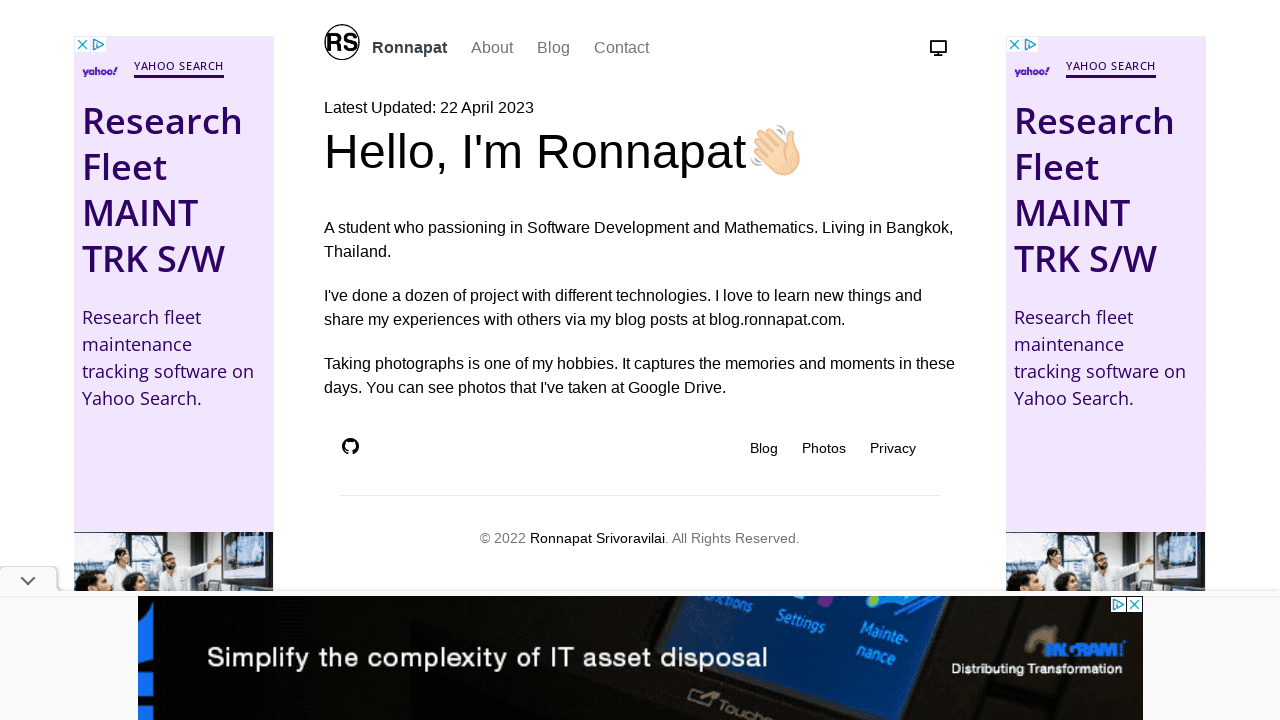 RS
Ronnapat
About
Blog
Contact
Latest Updated: 22 April 2023
Hello, I'm Ronnapat
A student who passioning in Software Development and Mathematics. Living in Bangkok,
Thailand.
I've done a dozen of project with different technologies. I love to learn new things and
share my experiences with others via my blog posts at blog.ronnapat.com.
Taking photographs is one of my hobbies. It captures the memories and moments in these
days. You can see photos that I've taken at Google Drive.
Blog
Photos
Privacy
© 2022 Ronnapat Srivoravilai. All Rights Reserved.
yahoo!
YAHOO SEARCH
Research
Fleet
MAINT
TRK S/W
Research fleet
maintenance
tracking software on
Yahoo Search.
yahoo!
YAHOO SEARCH
Research
Fleet
MAINT
TRK S/W
Research fleet
maintenance
tracking software on
Yahoo Search.
Simplify the complexity of IT asset disposal
Settings
Mainte-
nance
INGRAM
Distributing Transformation